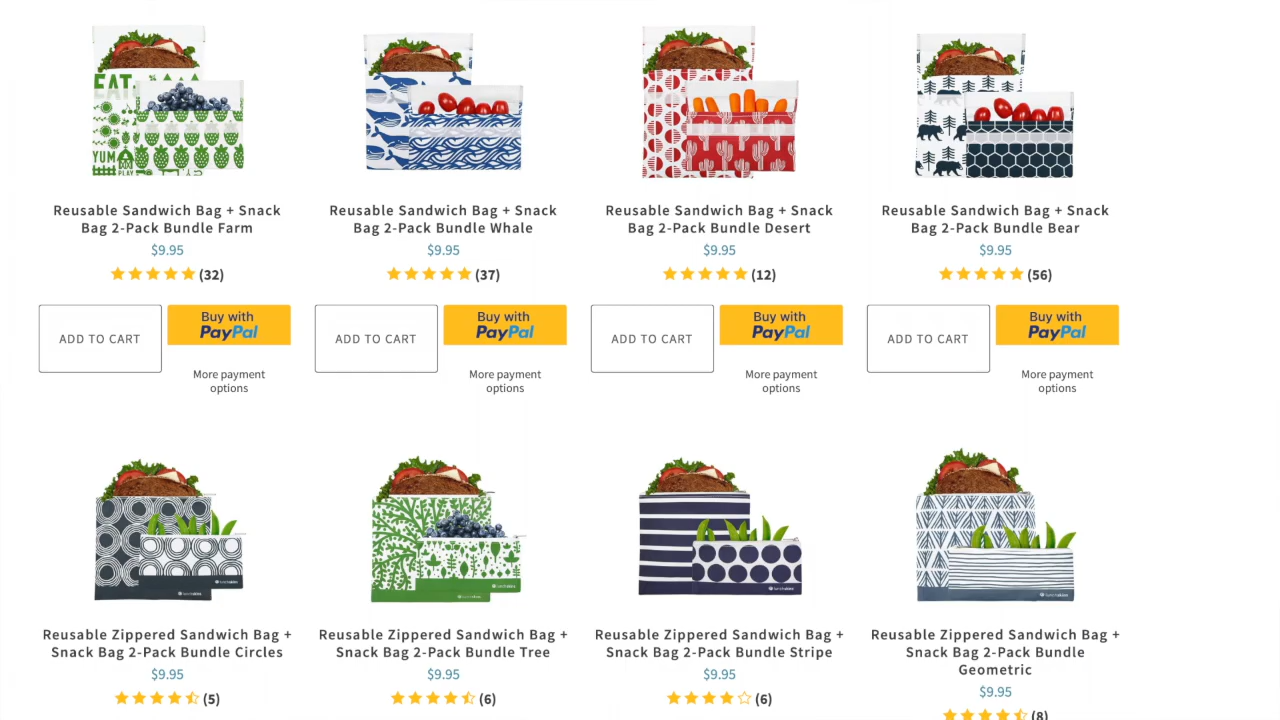 EAT
YUM
PLAY
Reusable Sandwich Bag + Snack
Bag 2-Pack Bundle Farm
$9.95
(32)
ADD TO CART
Buy with
PayPal
More payment
options
Reusable Sandwich Bag + Snack
Bag 2-Pack Bundle Whale
$9.95
(37)
ADD TO CART
Buy with
PayPal
More payment
options
Reusable Sandwich Bag + Snack
Bag 2-Pack Bundle Desert
$9.95
(12)
ADD TO CART
Buy with
PayPal
More payment
options
Reusable Sandwich Bag + Snack
Bag 2-Pack Bundle Bear
$9.95
(56)
ADD TO CART
Buy with
PayPal
More payment
options
lunchskins
lunchskins
Reusable Zippered Sandwich Bag +
Snack Bag 2-Pack Bundle Circles
$9.95
(5)
lunchskins
lunchskins
Reusable Zippered Sandwich Bag +
Snack Bag 2-Pack Bundle Tree
$9.95
(6)
lunchskins
Reusable Zippered Sandwich Bag +
Snack Bag 2-Pack Bundle Stripe
$9.95
(6)
lunchskins
Reusable Zippered Sandwich Bag +
Snack Bag 2-Pack Bundle
Geometric
$9.95
(8)